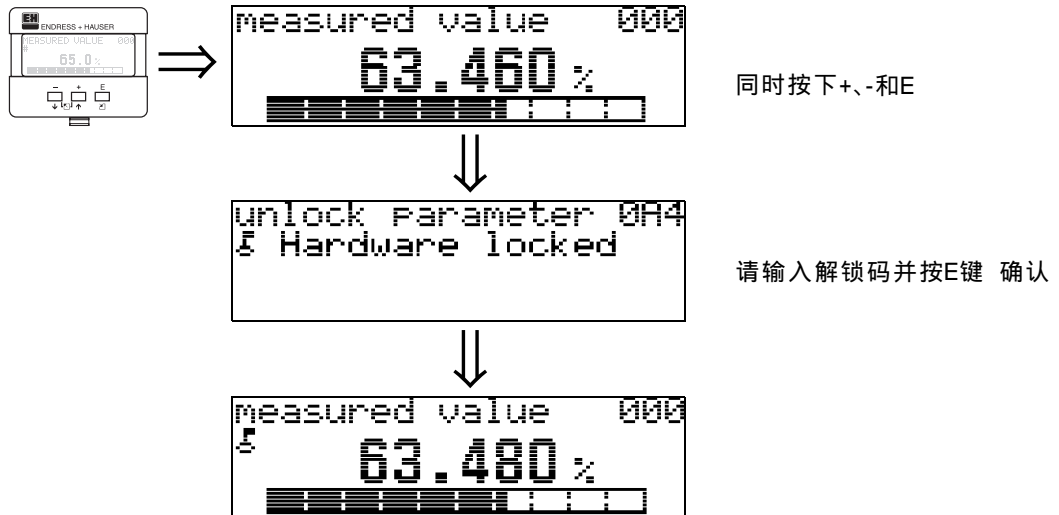 EH ENDRESS + HAUSER
MEASURED VALUE 000
#
65.0 %
- + E
measured value 000
63.460 %
同时按下+、-和E
unlock parameter 0A4
Hardware locked
请输入解锁码并按E键 确认
measured value 000
63.480 %